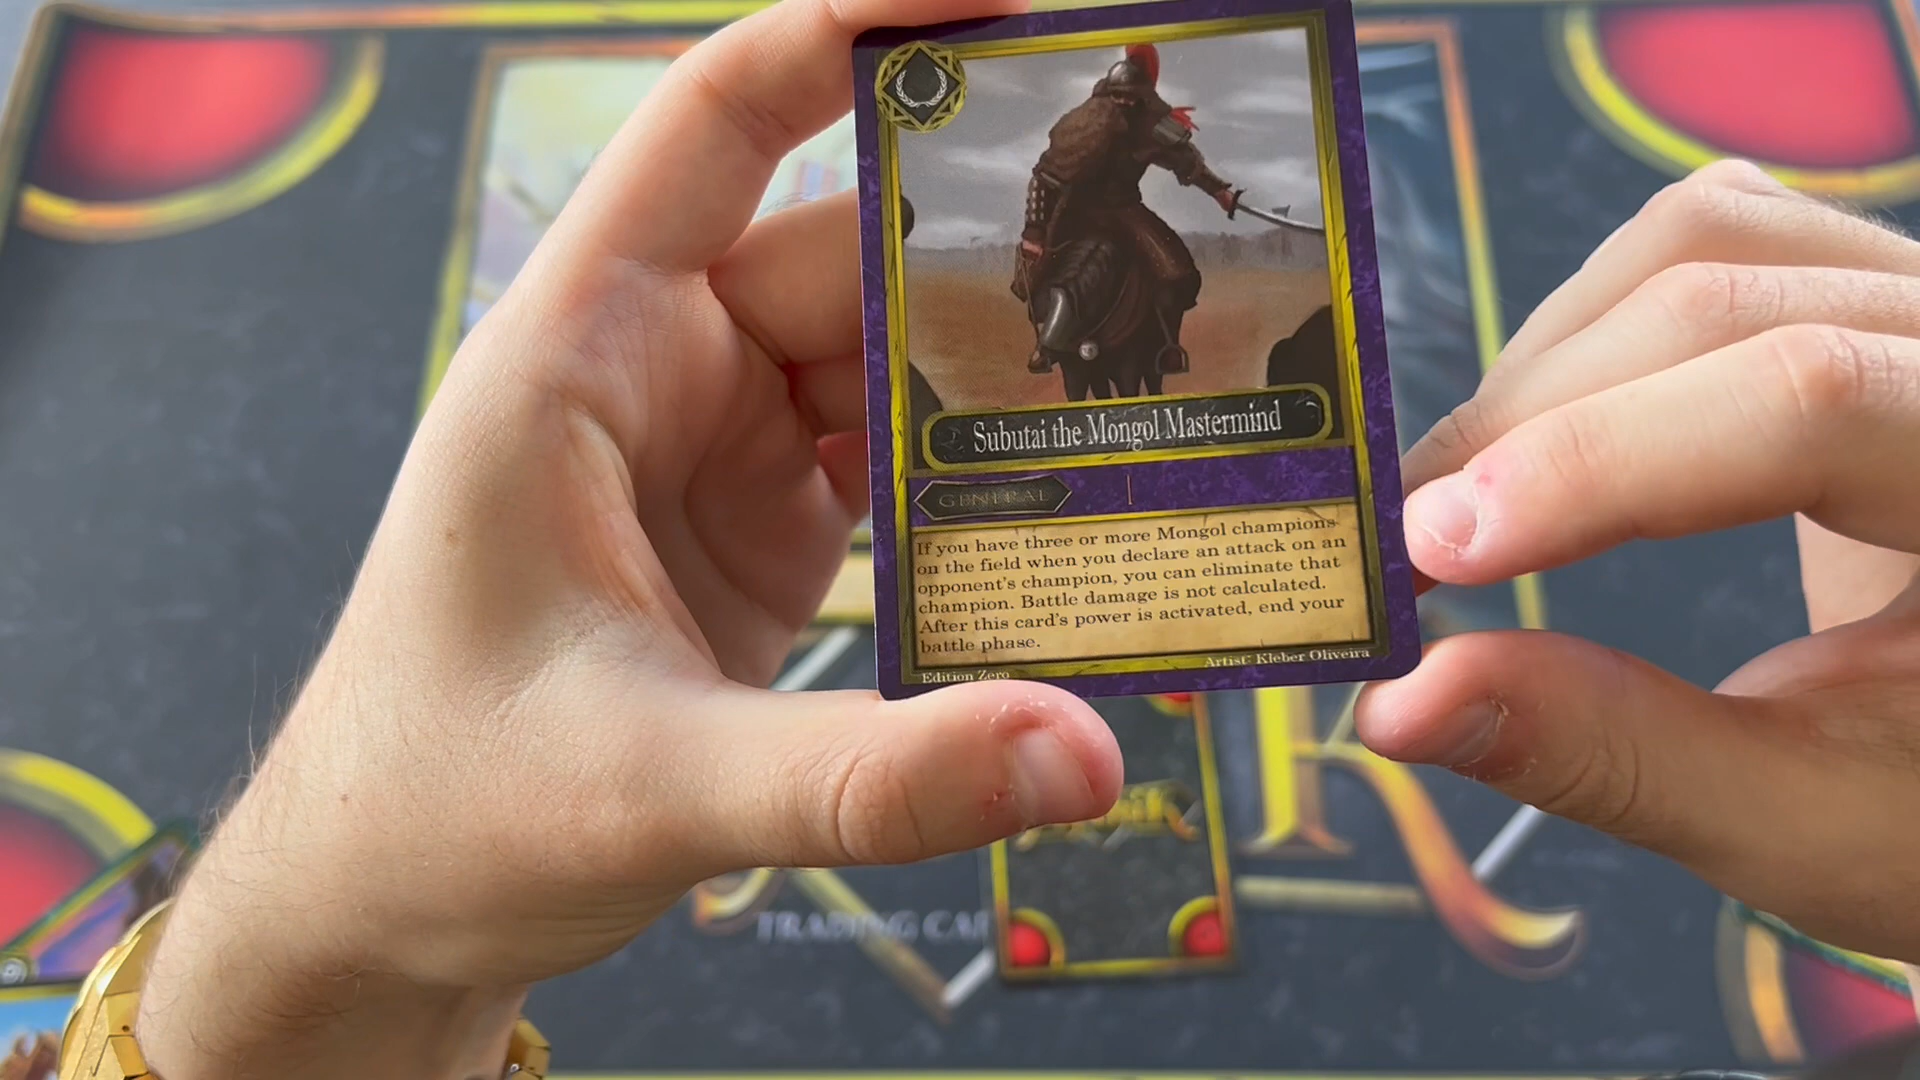 Subutai the Mongol Mastermind
GENERAL
If you have three or more Mongol champions
on the field when you declare an attack on an
opponent's champion, you can eliminate that
champion. Battle damage is not calculated.
After this card's power is activated, end your
battle phase.
Edition Zero
Artist: Kleber Oliveira
TRADING